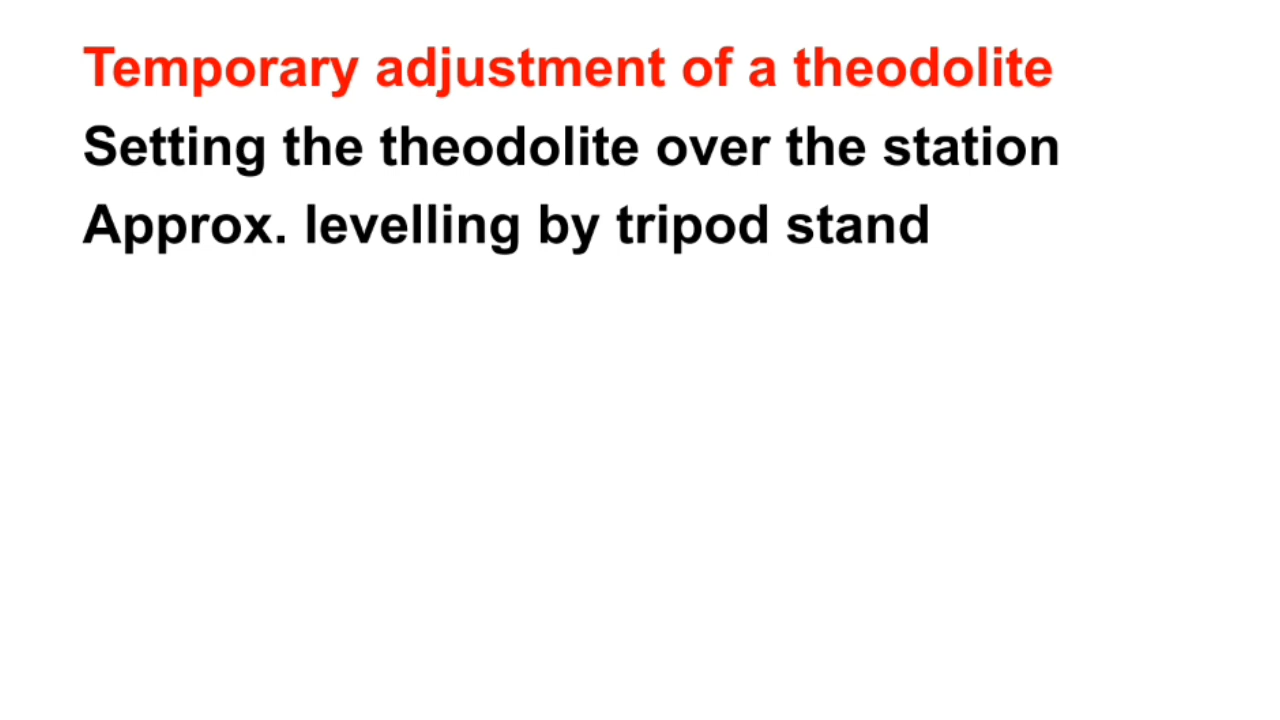 Temporary adjustment of a theodolite
Setting the theodolite over the station
Approx. levelling by tripod stand